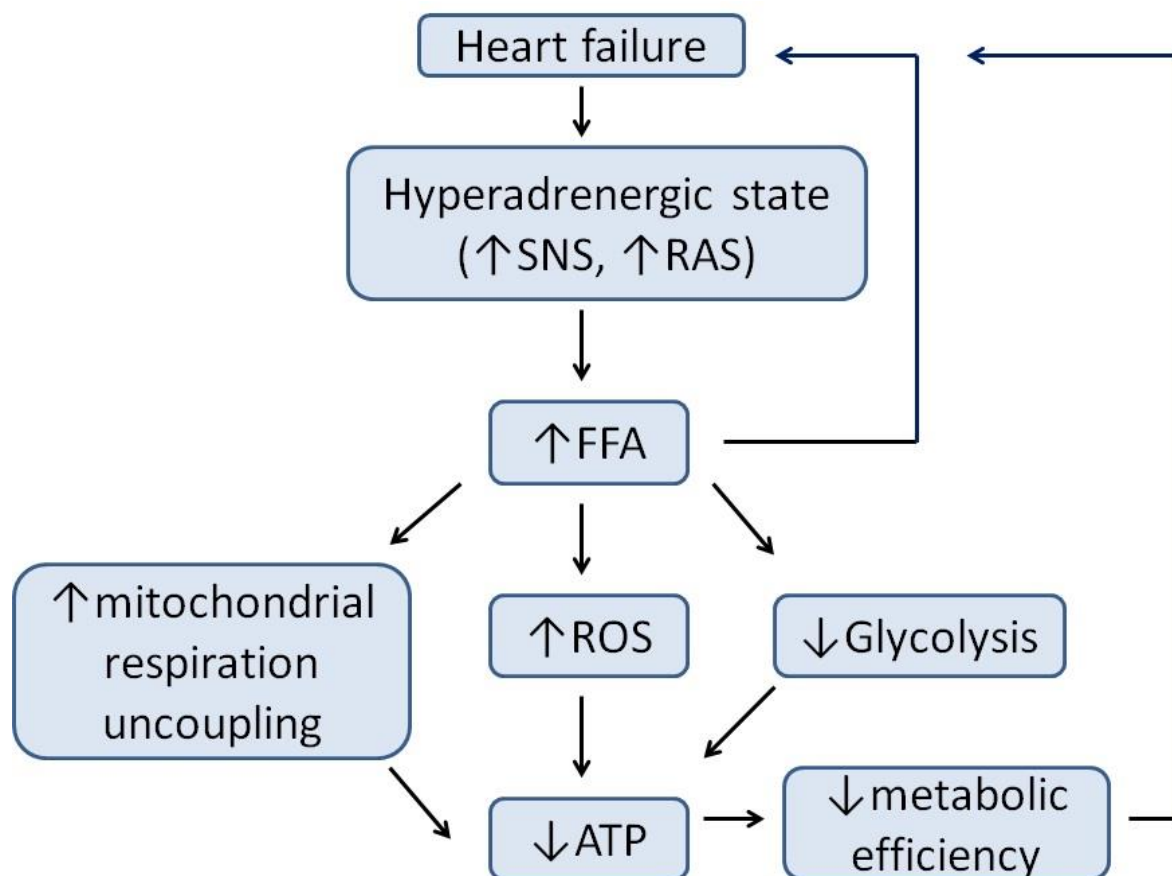 Heart failure
Hyperadrenergic state
(↑SNS, ↑RAS)
↑FFA
↑mitochondrial
respiration
uncoupling
↑ROS
↓Glycolysis
↓ATP
↓metabolic
efficiency